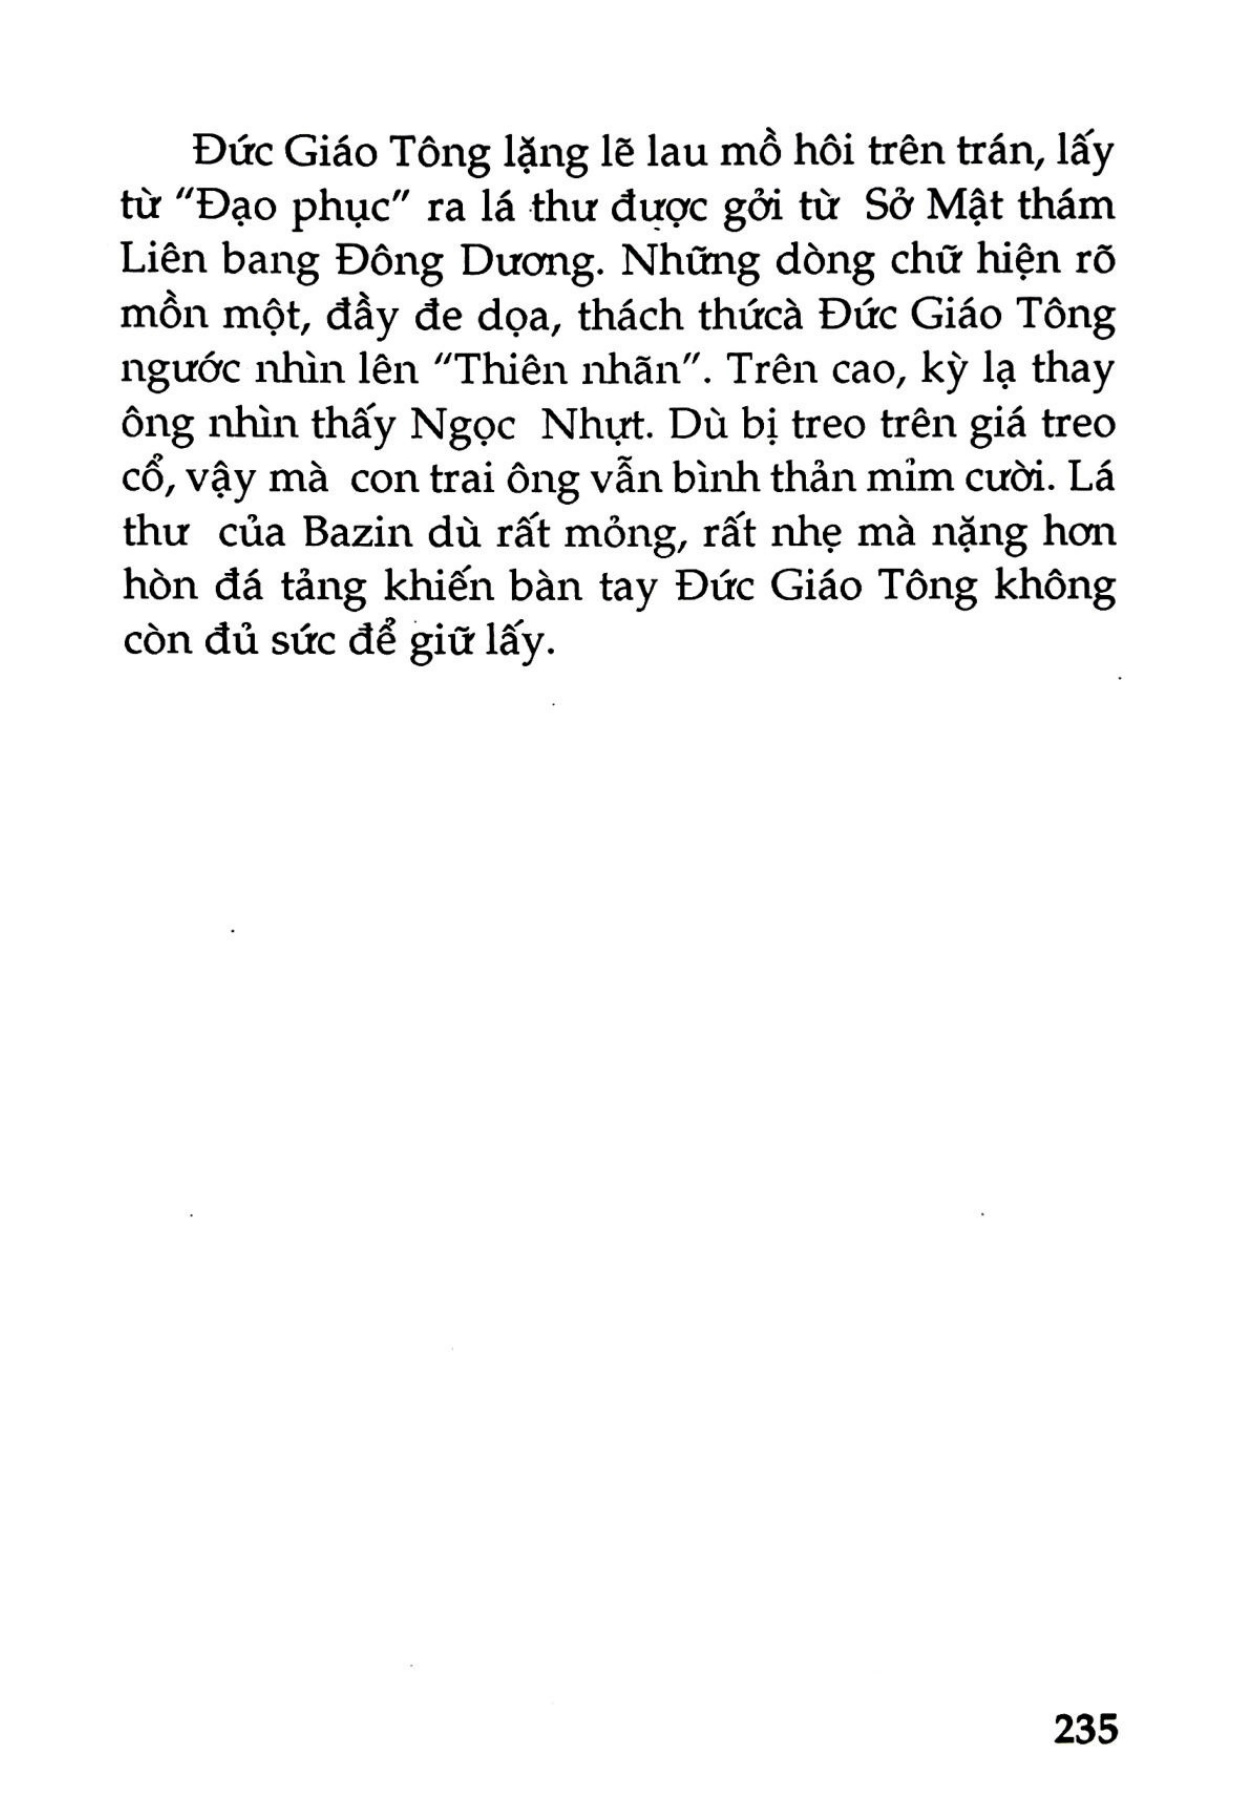 Đức Giáo Tông lặng lẽ lau mồ hôi trên trán, lấy
từ "Đạo phục" ra lá thư được gởi từ Sở Mật thám
Liên bang Đông Dương. Những dòng chữ hiện rõ
mồn một, đầy đe dọa, thách thứcà Đức Giáo Tông
ngước nhìn lên "Thiên nhãn". Trên cao, kỳ lạ thay
ông nhìn thấy Ngọc Nhựt. Dù bị treo trên giá treo
cổ, vậy mà con trai ông vẫn bình thản mỉm cười. Lá
thư của Bazin dù rất mỏng, rất nhẹ mà nặng hơn
hòn đá tảng khiến bàn tay Đức Giáo Tông không
còn đủ sức để giữ lấy.
235